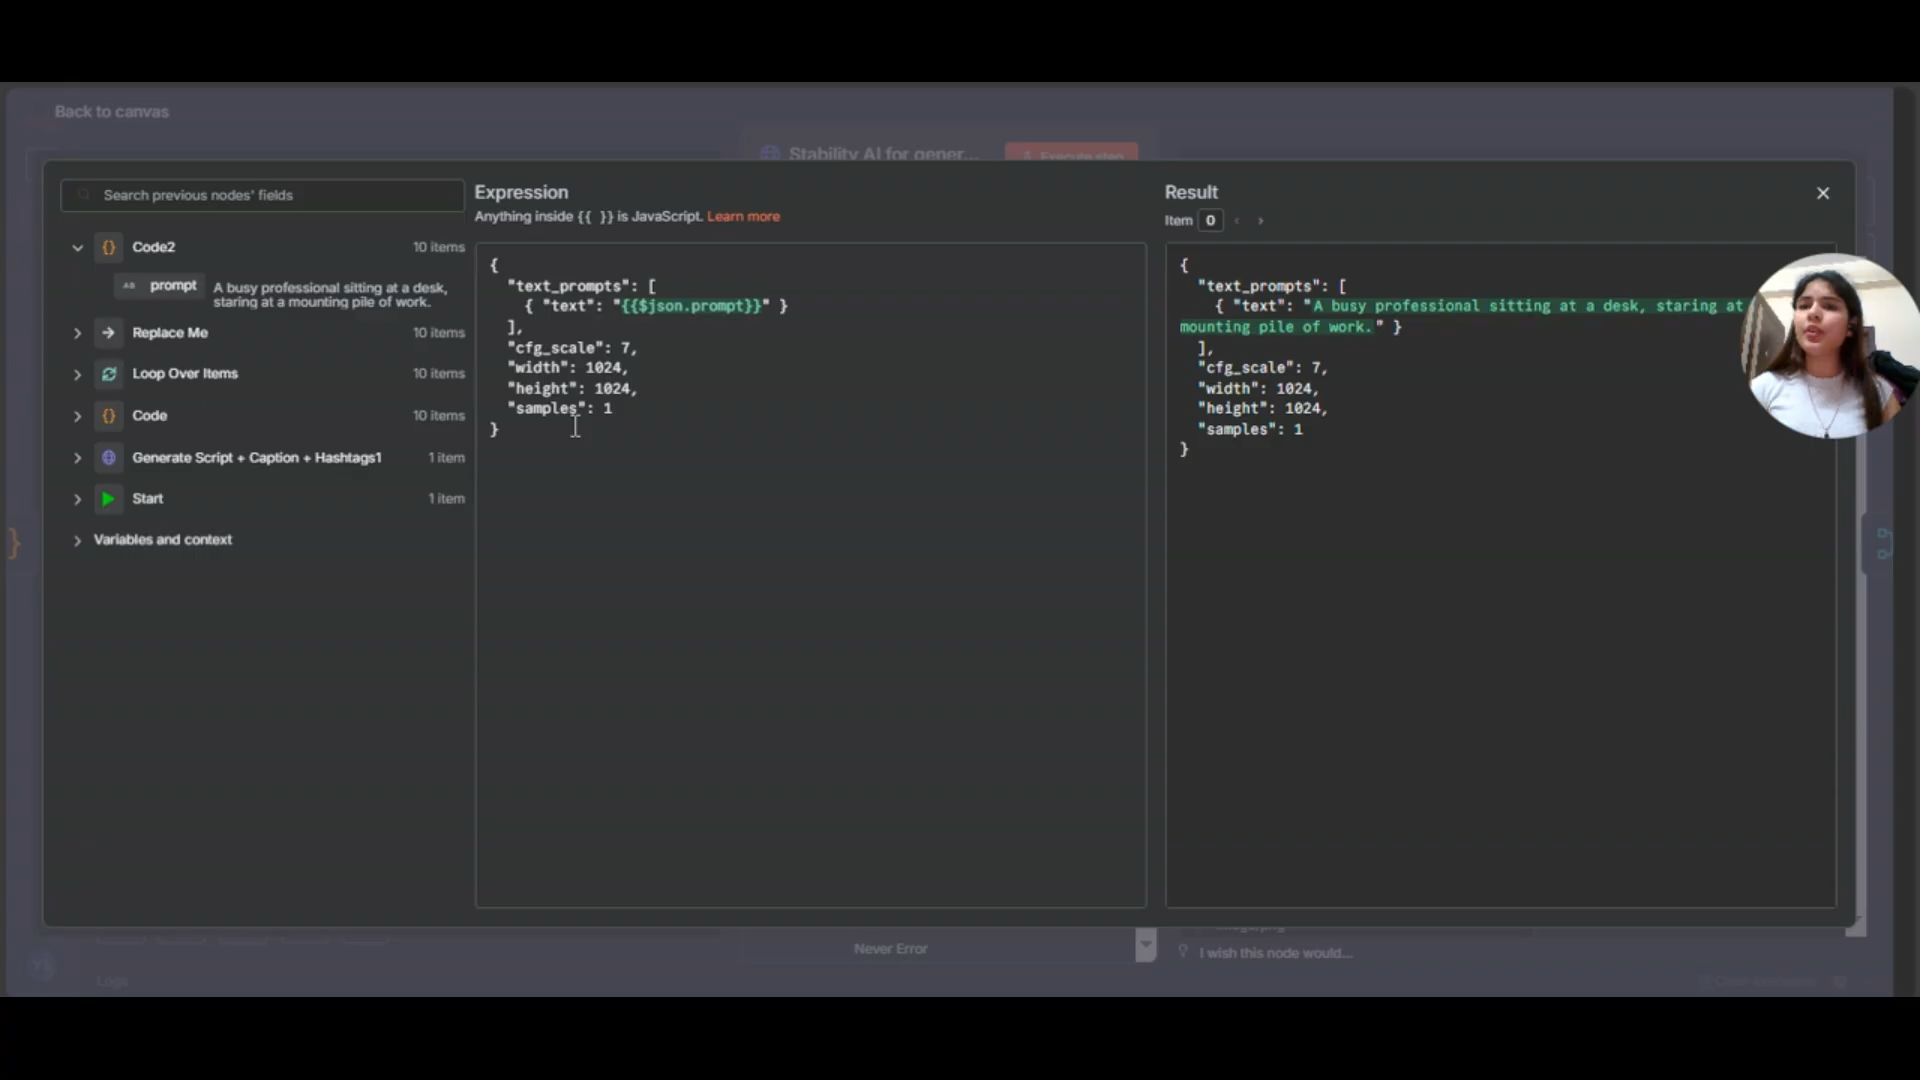 Back to canvas
Stability AI for gener...
Execute step
Search previous nodes' fields
Code2
10 items
prompt
A busy professional sitting at a desk,
staring at a mounting pile of work.
Replace Me
10 items
Loop Over Items
10 items
Code
10 items
Generate Script + Caption + Hashtags1
1 item
Start
1 item
Variables and context
Expression
Anything inside {{ }} is JavaScript. Learn more
{
"text_prompts": [
{ "text": "{{$json.prompt}}" }
],
"cfg_scale": 7,
"width": 1024,
"height": 1024,
"samples": 1
}
Result
Item 0
{
"text_prompts": [
{ "text": "A busy professional sitting at a desk, staring at
mounting pile of work." }
],
"cfg_scale": 7,
"width": 1024,
"height": 1024,
"samples": 1
}
Never Error
I wish this node would...
Logs